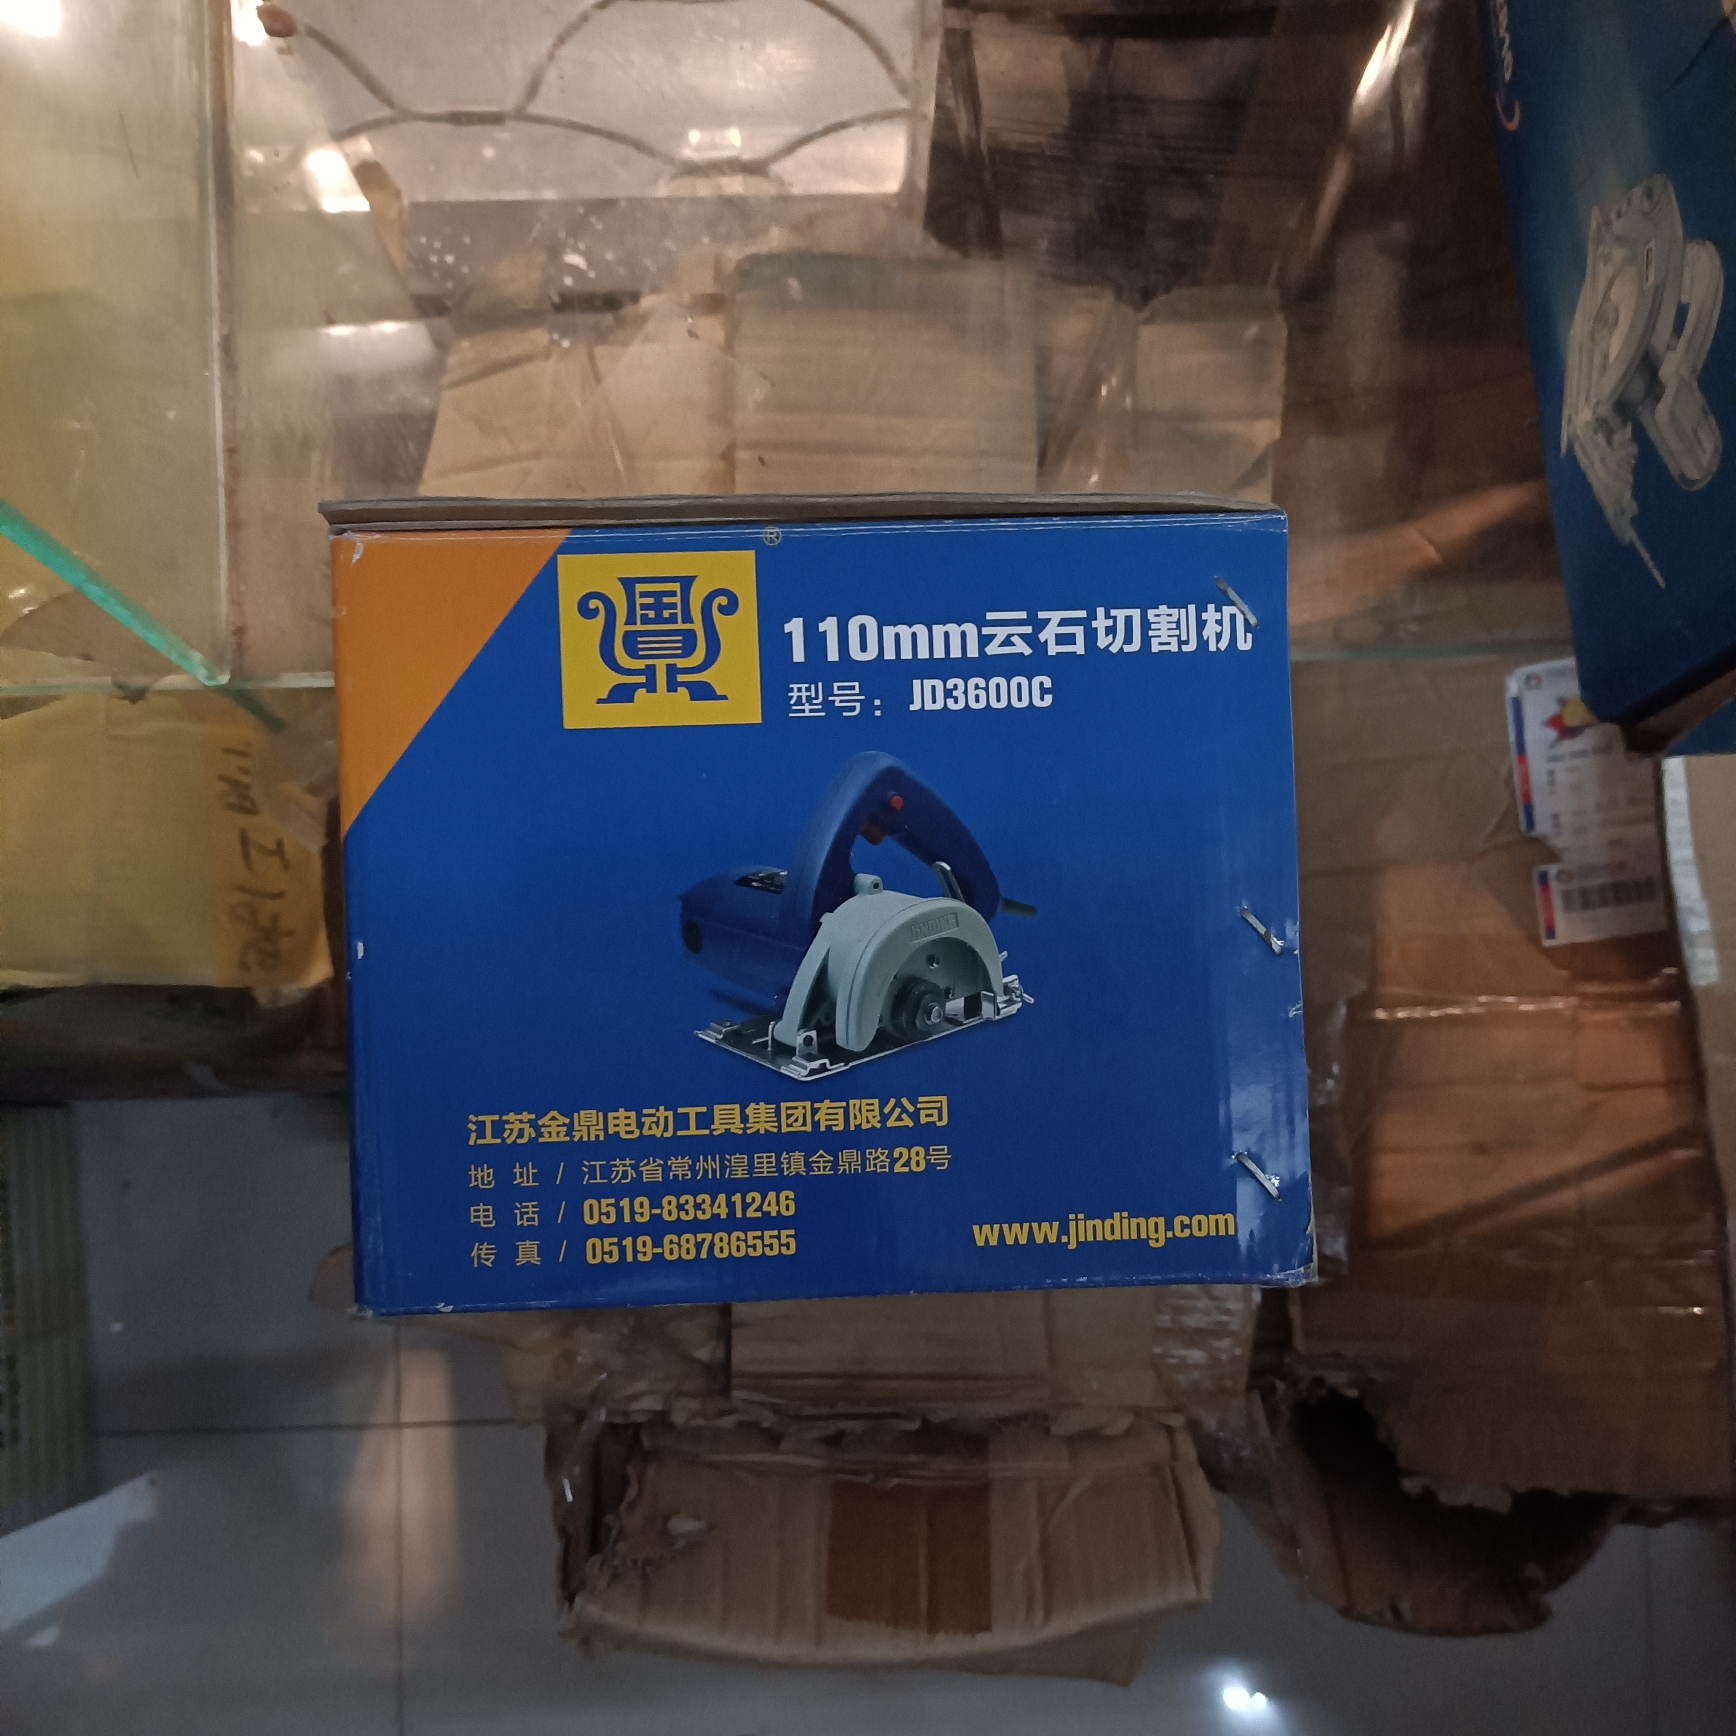 ®
110mm云石切割机
型号：JD3600C
JINDING
江苏金鼎电动工具集团有限公司
地 址 / 江苏省常州湟里镇金鼎路28号
电 话 / 0519-83341246
传 真 / 0519-68786555
www.jinding.com